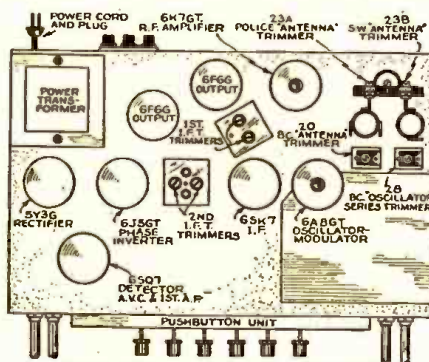 POWER CORD
AND PLUG
6K7GT
R.F. AMPLIFIER
23A
POLICE "ANTENNA"
TRIMMER
23B
SW "ANTENNA"
TRIMMER
POWER
TRANS-
FORMER
6F6G
OUTPUT
6F6G
OUTPUT
1ST.
I.F.T.
TRIMMERS
20
BC "ANTENNA"
TRIMMER
5Y3G
RECTIFIER
6J5GT
PHASE
INVERTER
2ND
I.F.T.
TRIMMERS
6SK7
I.F.
6A8GT
OSCILLATOR-
MODULATOR
28
BC "OSCILLATOR"
SERIES TRIMMER
6SQ7
DETECTOR
A.V.C. & 1ST. A.F.
PUSHBUTTON UNIT